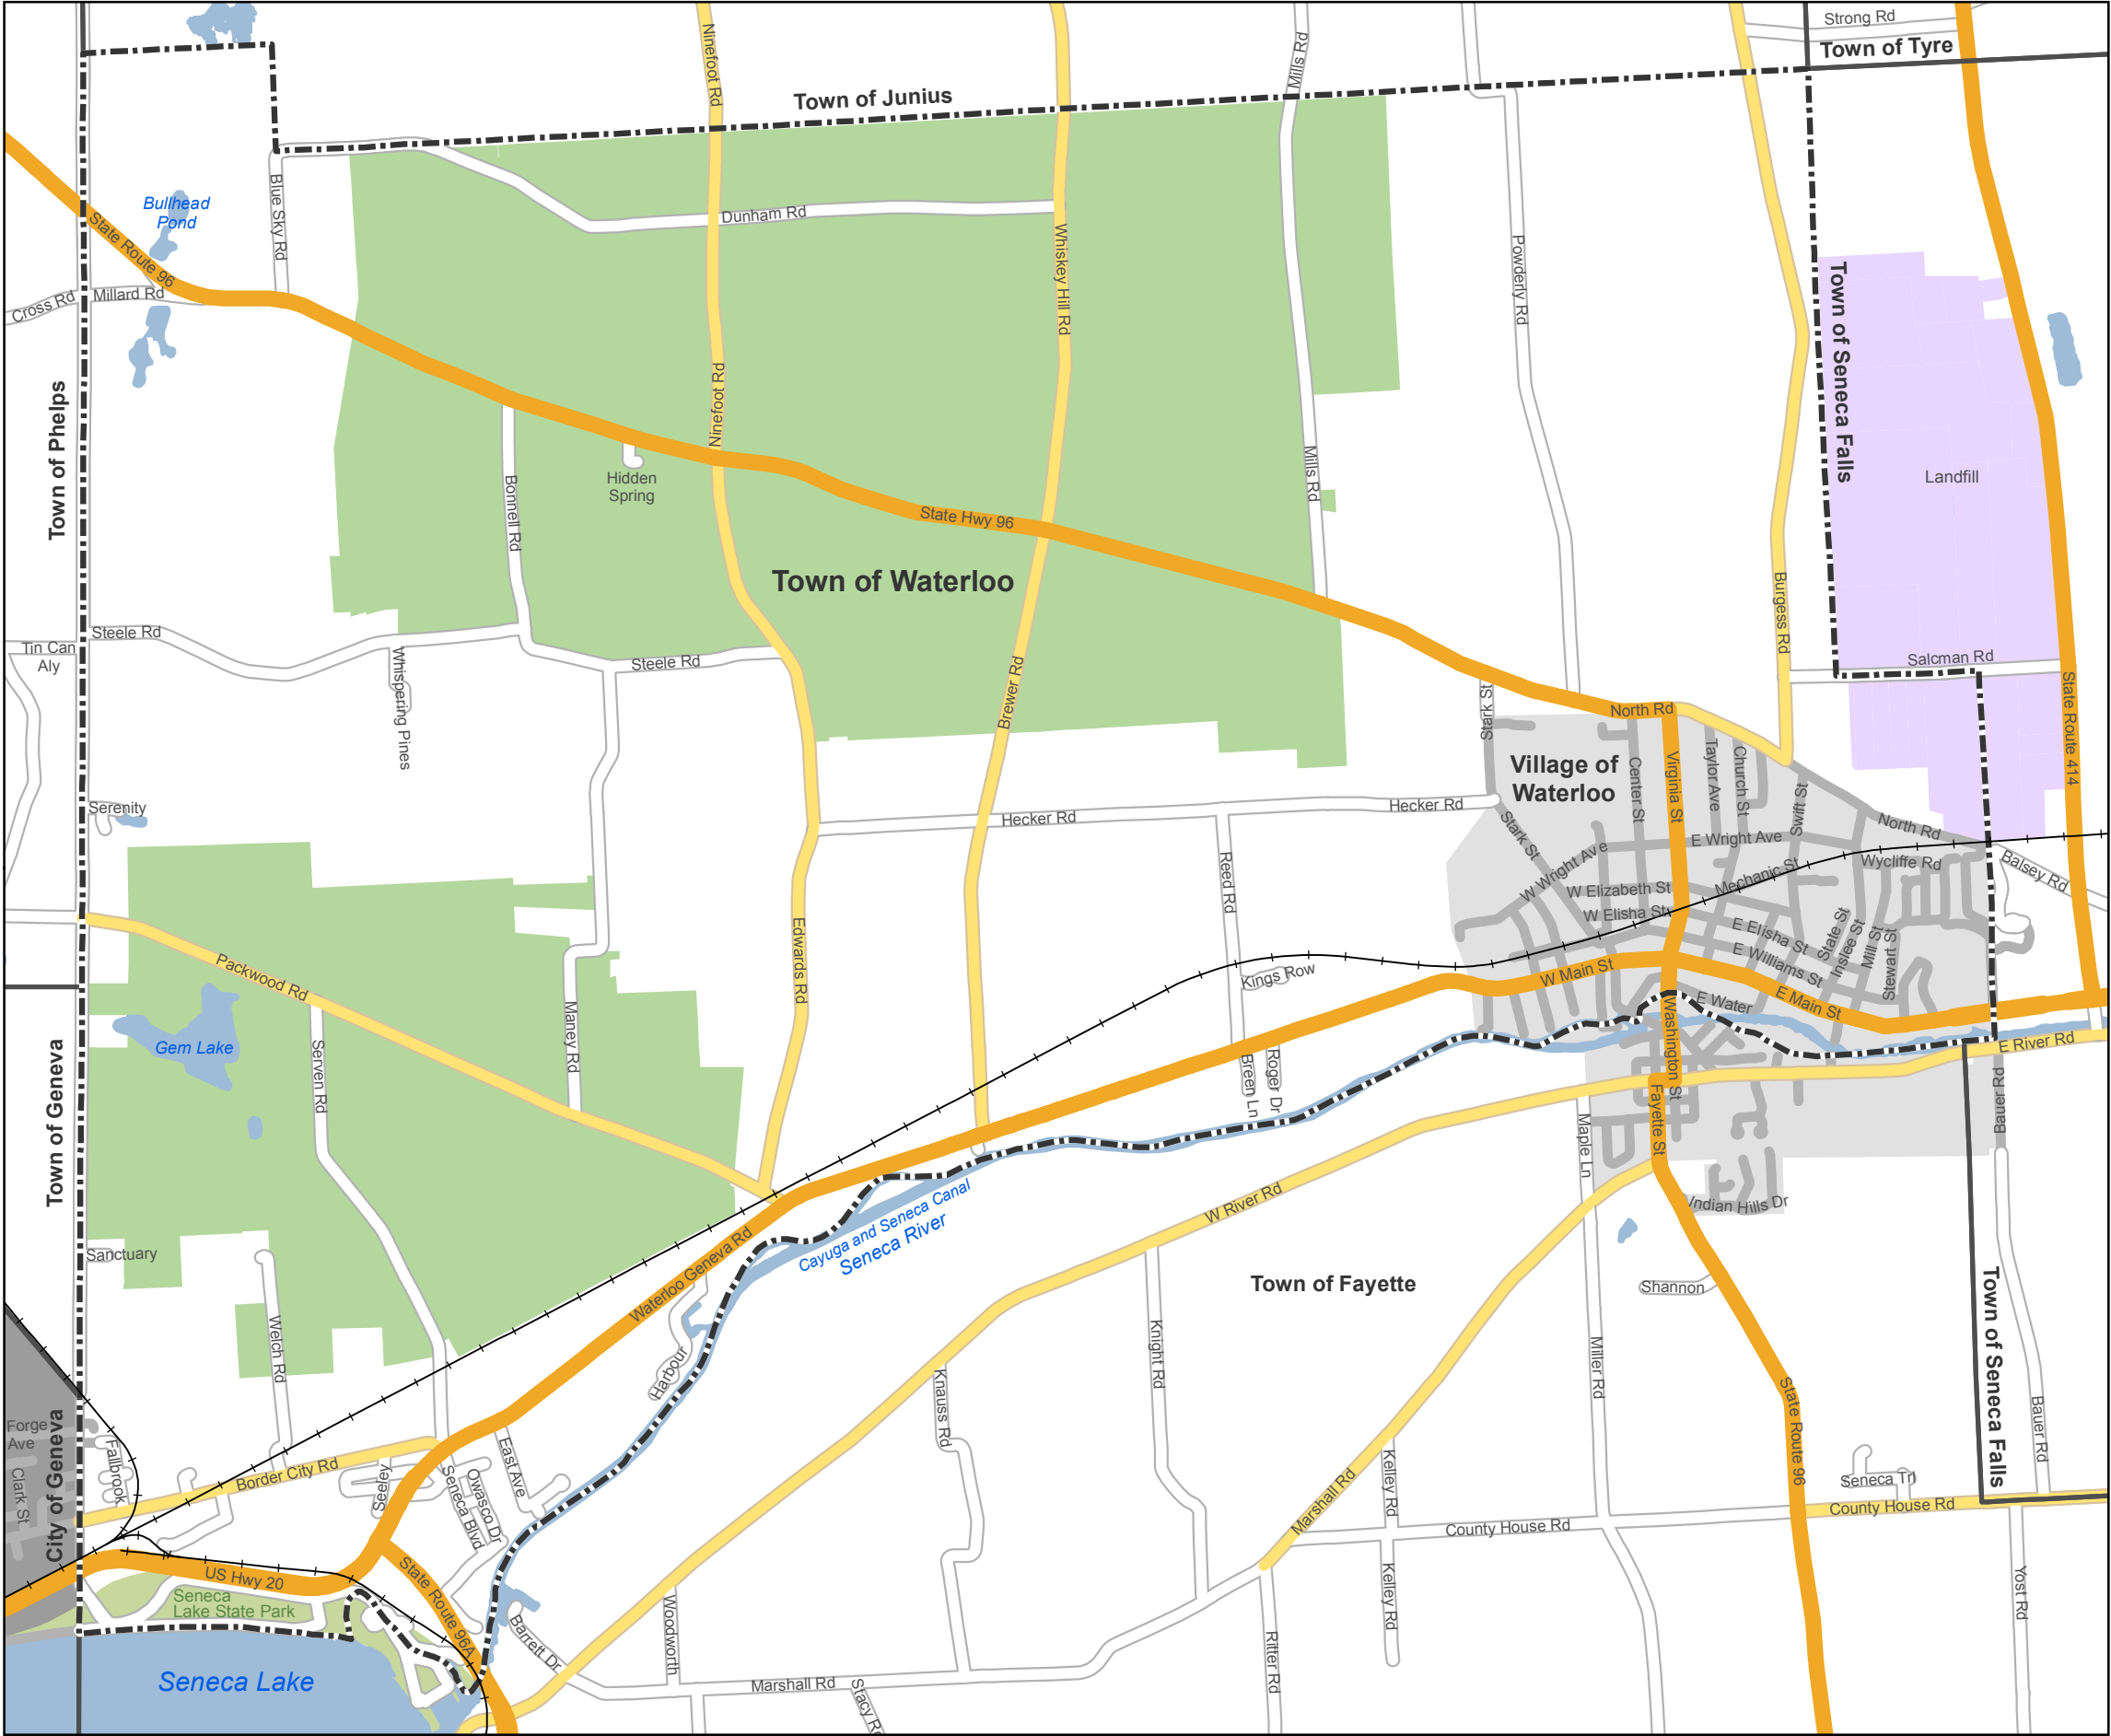 Strong Rd
Town of Tyre
Ninefoot Rd
Mills Rd
Town of Junius
Bullhead
Pond
Blue Sky Rd
State Route 96
Dunham Rd
Whiskey Hill Rd
Powderly Rd
Town of Seneca Falls
Cross Rd
Millard Rd
Town of Phelps
Ninefoot Rd
Hidden
Spring
Bonnell Rd
Mills Rd
Landfill
State Hwy 96
Town of Waterloo
Burgess Rd
Steele Rd
Tin Can
Aly
Whispering Pines
Steele Rd
Brewer Rd
Salcman Rd
State Route 414
Stark St
North Rd
Village of
Waterloo
Center St
Virginia St
Taylor Ave
Church St
Swift St
Serenity
Hecker Rd
Hecker Rd
Stark St
North Rd
E Wright Ave
W Wright Ave
Mechanic St
Wycliffe Rd
Balsey Rd
Reed Rd
W Elizabeth St
W Elisha St
E Elisha St
State St
Inslee St
Mill St
Stewart St
E Williams St
Edwards Rd
Packwood Rd
Kings Row
W Main St
E Water
E Main St
Maney Rd
Gem Lake
Serven Rd
Town of Geneva
Breen Ln
Roger Dr
Washington St
E River Rd
Fayette St
Bauer Rd
Maple Ln
Cayuga and Seneca Canal
Seneca River
W River Rd
Indian Hills Dr
Sanctuary
Waterloo Geneva Rd
Town of Fayette
Shannon
Town of Seneca Falls
Welch Rd
Harbour
Knight Rd
Knauss Rd
Miller Rd
State Route 96
Bauer Rd
Forge
Ave
Clark St
City of Geneva
Fallbrook
Border City Rd
Seeley
Seneca Blvd
Owasco Dr
East Ave
Kelley Rd
Marshall Rd
Seneca Trl
County House Rd
County House Rd
US Hwy 20
Seneca
Lake State Park
State Route 96A
Barrett Dr
Woodworth
Kelley Rd
Yost Rd
Ritter Rd
Seneca Lake
Marshall Rd
Stacy Rd